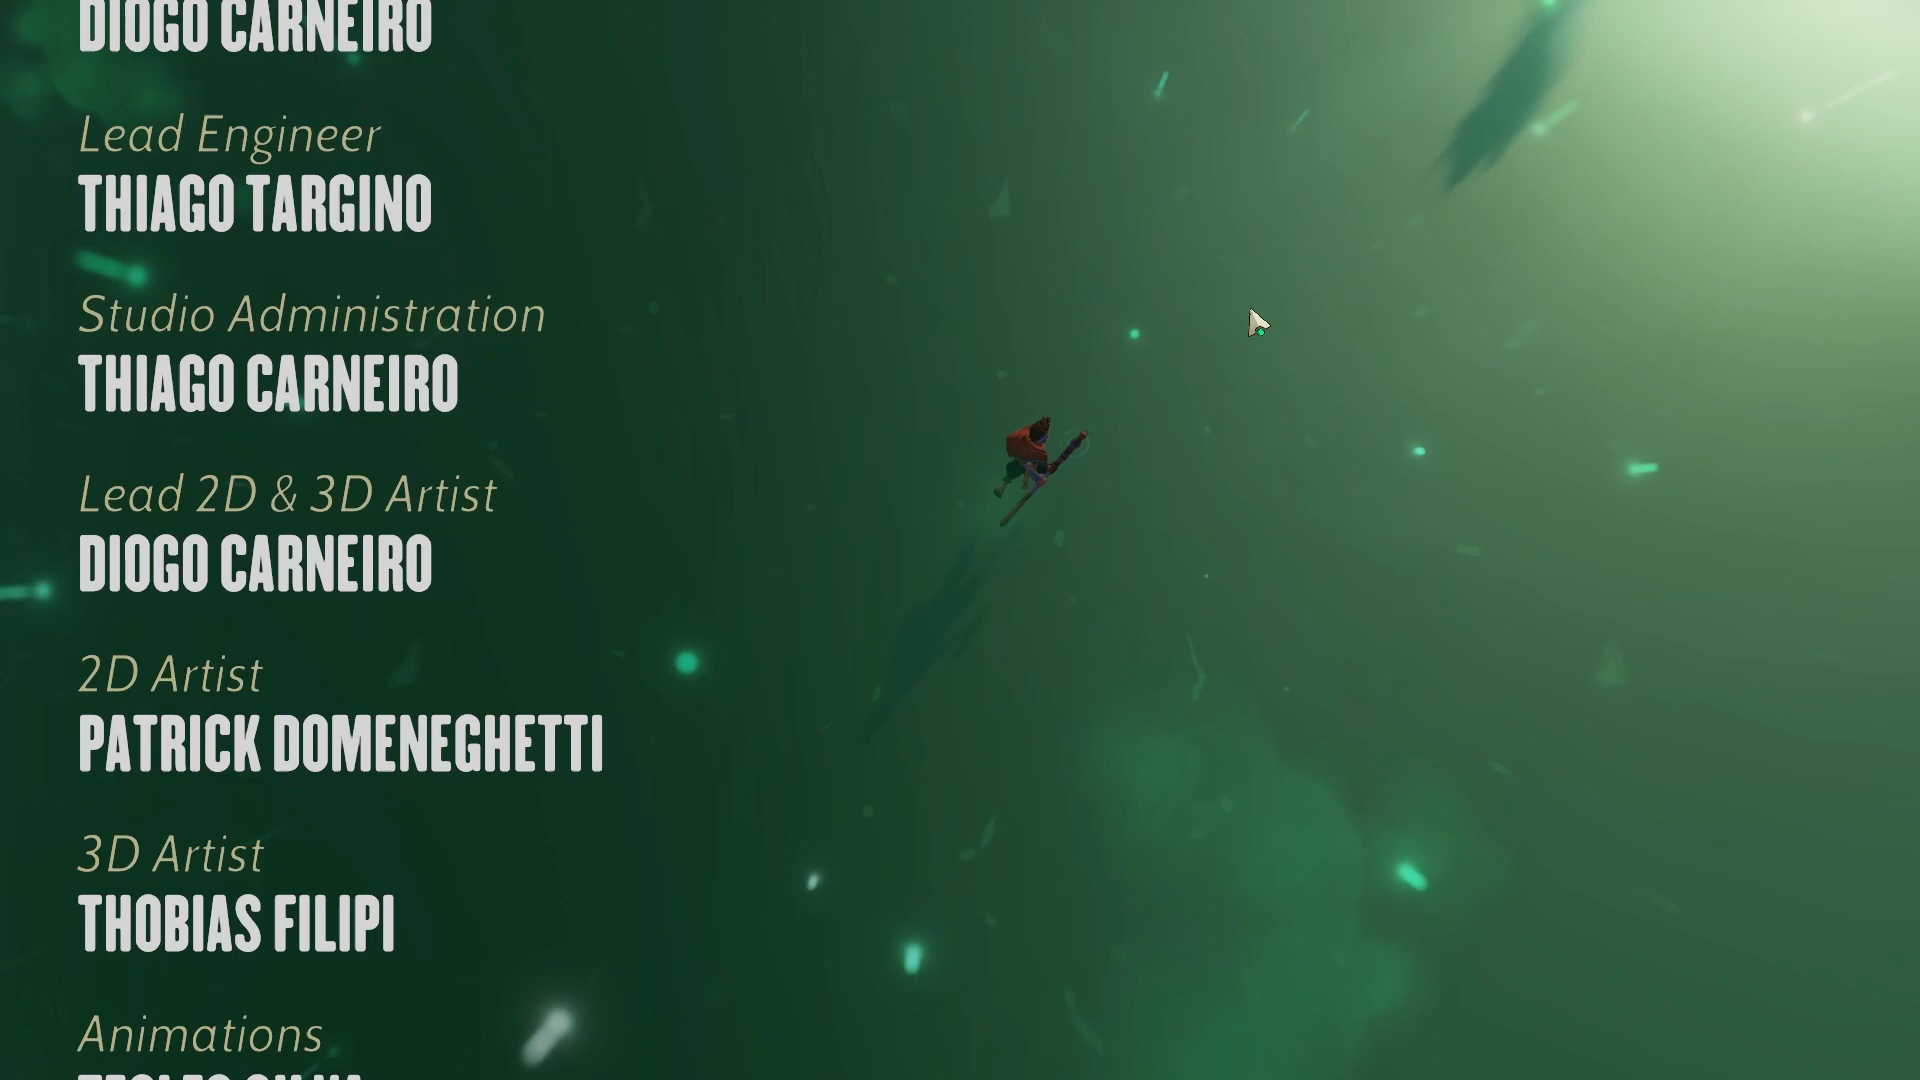 DIOGO CARNEIRO
Lead Engineer
THIAGO TARGINO
Studio Administration
THIAGO CARNEIRO
Lead 2D & 3D Artist
DIOGO CARNEIRO
2D Artist
PATRICK DOMENEGHETTI
3D Artist
THOBIAS FILIPI
Animations